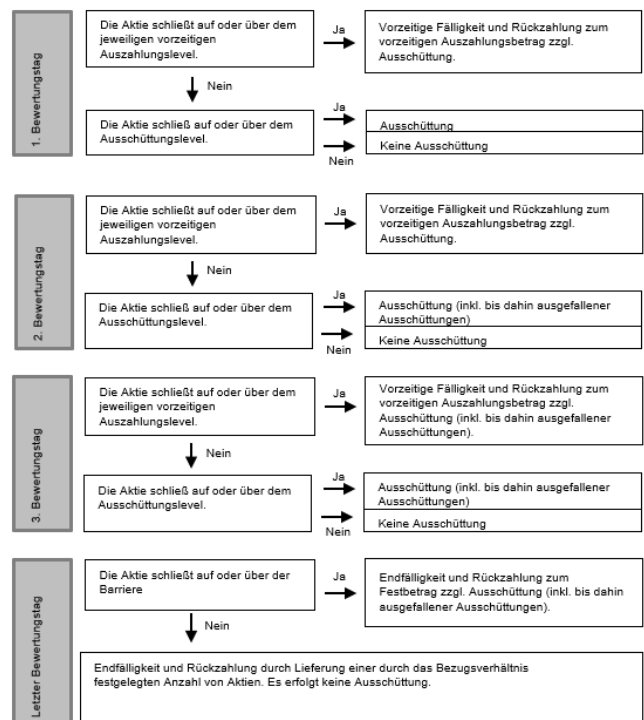 1. Bewertungstag
Die Aktie schließt auf oder über dem
jeweiligen vorzeitigen
Auszahlungslevel.
Ja
Vorzeitige Fälligkeit und Rückzahlung zum
vorzeitigen Auszahlungsbetrag zzgl.
Ausschüttung.
Nein
Die Aktie schließ auf oder über dem
Ausschüttungslevel.
Ja
Ausschüttung
Nein
Keine Ausschüttung
2. Bewertungstag
Die Aktie schließt auf oder über dem
jeweiligen vorzeitigen
Auszahlungslevel.
Ja
Vorzeitige Fälligkeit und Rückzahlung zum
vorzeitigen Auszahlungsbetrag zzgl.
Ausschüttung.
Nein
Die Aktie schließ auf oder über dem
Ausschüttungslevel.
Ja
Ausschüttung (inkl. bis dahin ausgefallener
Ausschüttungen)
Nein
Keine Ausschüttung
3. Bewertungstag
Die Aktie schließt auf oder über dem
jeweiligen vorzeitigen
Auszahlungslevel.
Ja
Vorzeitige Fälligkeit und Rückzahlung zum
vorzeitigen Auszahlungsbetrag zzgl.
Ausschüttung (inkl. bis dahin ausgefallener
Ausschüttungen).
Nein
Die Aktie schließ auf oder über dem
Ausschüttungslevel.
Ja
Ausschüttung (inkl. bis dahin ausgefallener
Ausschüttungen)
Nein
Keine Ausschüttung
Letzter Bewertungstag
Die Aktie schließt auf oder über der
Barriere
Ja
Endfälligkeit und Rückzahlung zum
Festbetrag zzgl. Ausschüttung (inkl. bis dahin
ausgefallener Ausschüttungen).
Nein
Endfälligkeit und Rückzahlung durch Lieferung einer durch das Bezugsverhältnis
festgelegten Anzahl von Aktien. Es erfolgt keine Ausschüttung.